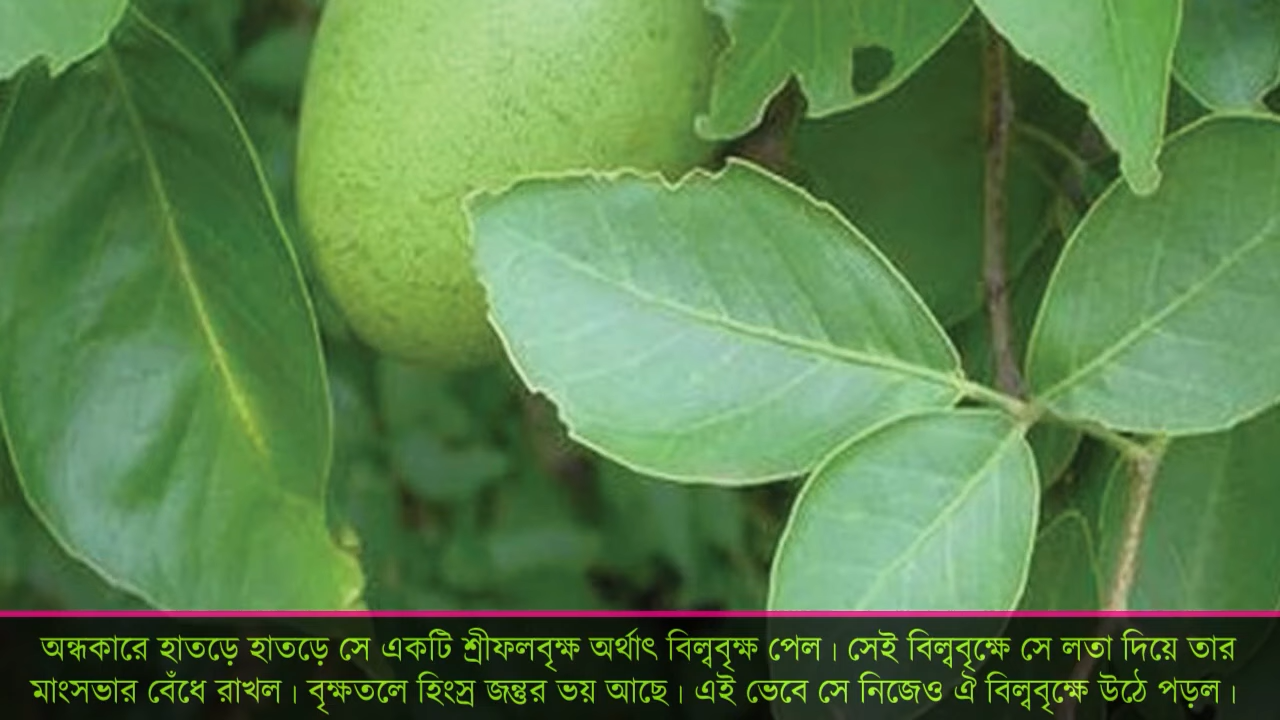 অন্ধকারে হাতড়ে হাতড়ে সে একটি শ্রীফলবৃক্ষ অর্থাৎ বিল্ববৃক্ষ পেল। সেই বিল্ববৃক্ষে সে লতা দিয়ে তার
মাংসভার বেঁধে রাখল। বৃক্ষতলে হিংস্র জন্তুর ভয় আছে। এই ভেবে সে নিজেও ঐ বিল্ববৃক্ষে উঠে পড়ল।